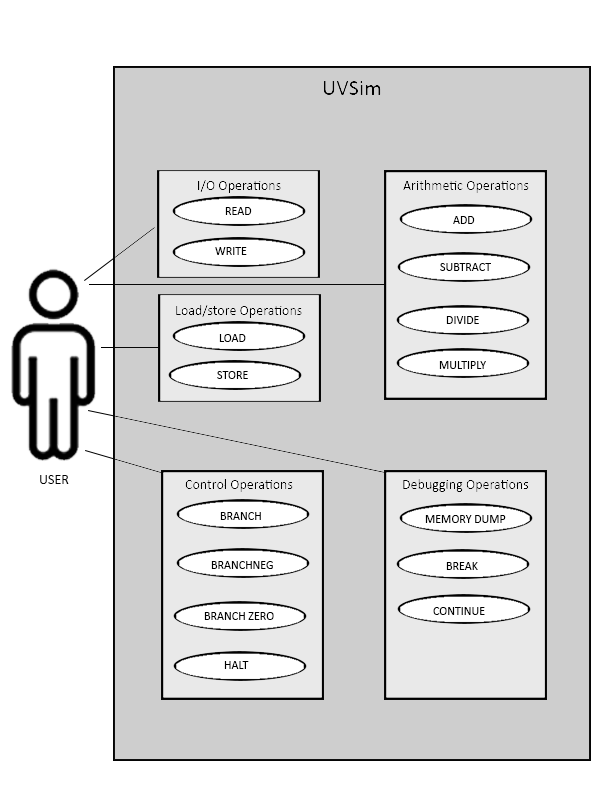 UVSim
I/O Operations
READ
WRITE
Arithmetic Operations
ADD
SUBTRACT
DIVIDE
MULTIPLY
Load/store Operations
LOAD
STORE
USER
Control Operations
BRANCH
BRANCHNEG
BRANCH ZERO
HALT
Debugging Operations
MEMORY DUMP
BREAK
CONTINUE